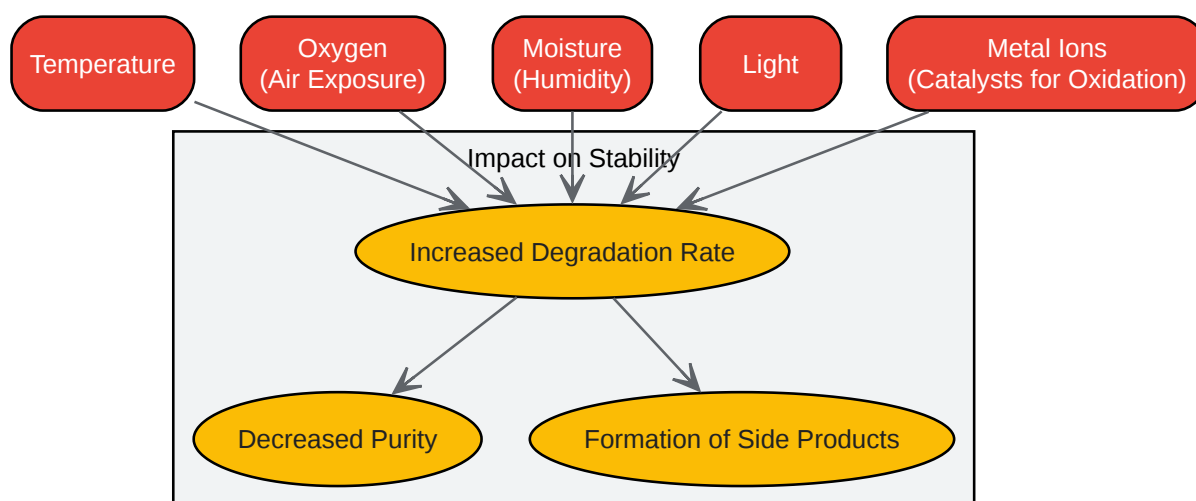 Temperature
Oxygen
(Air Exposure)
Moisture
(Humidity)
Light
Metal Ions
(Catalysts for Oxidation)
Impact on Stability
Increased Degradation Rate
Decreased Purity
Formation of Side Products